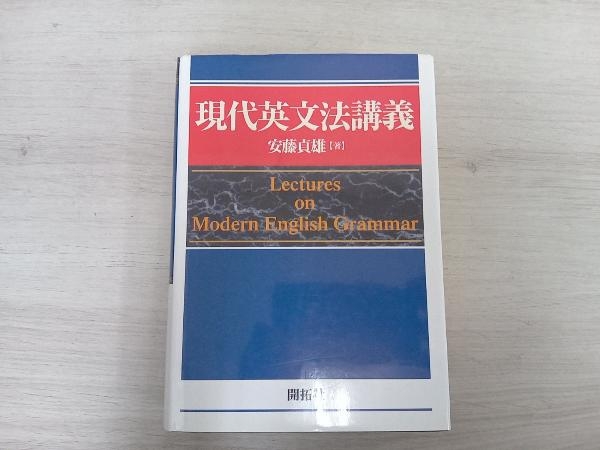 現代英文法講義
安藤貞雄【著】
Lectures
on
Modern English Grammar
開拓社